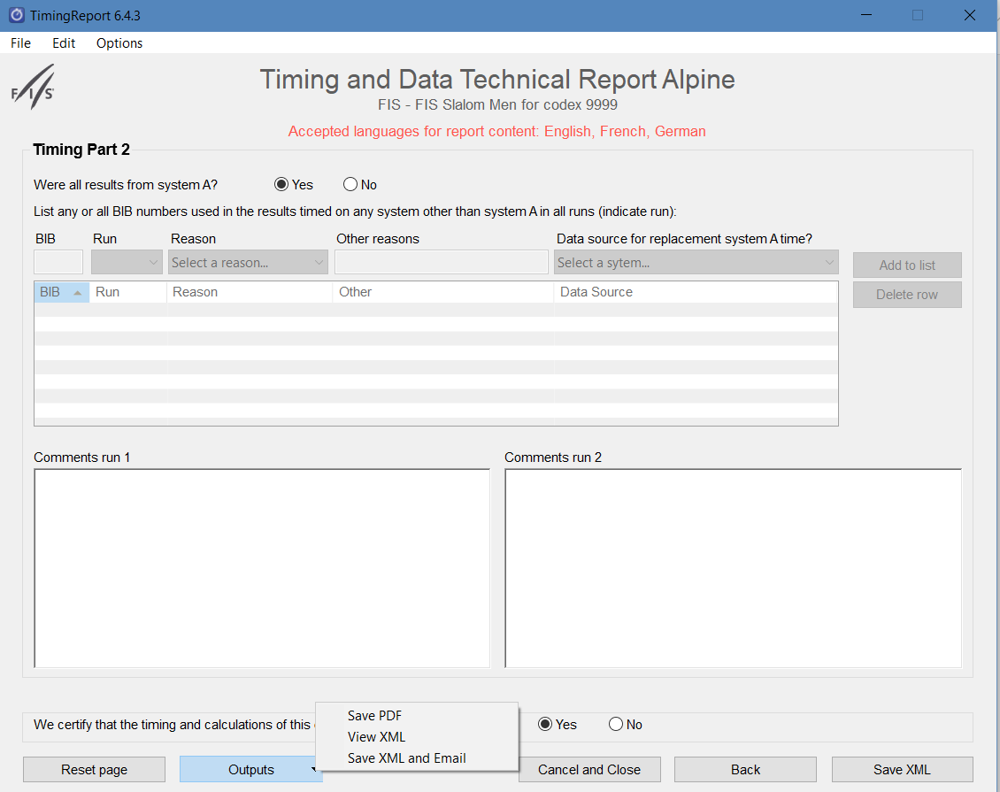 TimingReport 6.4.3
File Edit Options
FIS
Timing and Data Technical Report Alpine
FIS - FIS Slalom Men for codex 9999
Accepted languages for report content: English, French, German
Timing Part 2
Were all results from system A? Yes No
List any or all BIB numbers used in the results timed on any system other than system A in all runs (indicate run):
BIB Run Reason Other reasons Data source for replacement system A time?
Select a reason... Select a sytem... Add to list
BIB Run Reason Other Data Source Delete row
Comments run 1 Comments run 2
Save PDF
We certify that the timing and calculations of this Yes No
View XML
Save XML and Email
Reset page Outputs Cancel and Close Back Save XML